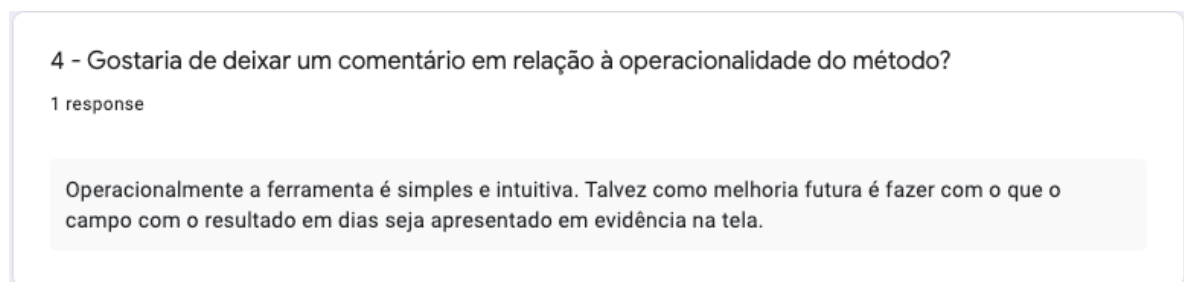 4 - Gostaria de deixar um comentário em relação à operacionalidade do método?
1 response
Operacionalmente a ferramenta é simples e intuitiva. Talvez como melhoria futura é fazer com o que o
campo com o resultado em dias seja apresentado em evidência na tela.